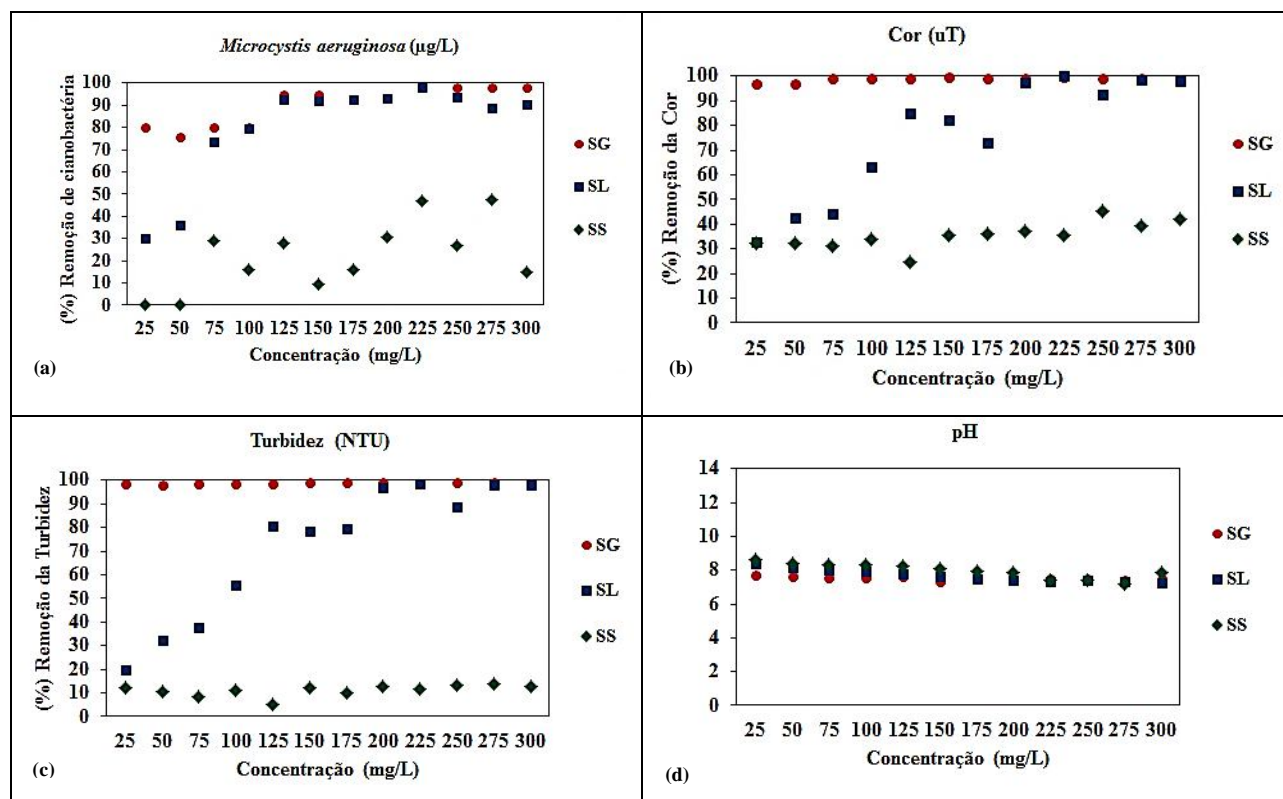 Microcystis aeruginosa (µg/L)
(%) Remoção de cianobactéria
100
90
80
70
60
50
40
30
20
10
0
25 50 75 100 125 150 175 200 225 250 275 300
Concentração (mg/L)
SG
SL
SS
(a)
Cor (uT)
(%) Remoção da Cor
100
90
80
70
60
50
40
30
20
10
0
25 50 75 100 125 150 175 200 225 250 275 300
Concentração (mg/L)
SG
SL
SS
(b)
Turbidez (NTU)
(%) Remoção da Turbidez
100
90
80
70
60
50
40
30
20
10
0
25 50 75 100 125 150 175 200 225 250 275 300
Concentração (mg/L)
SG
SL
SS
(c)
pH
14
12
10
8
6
4
2
0
25 50 75 100 125 150 175 200 225 250 275 300
Concentração (mg/L)
SG
SL
SS
(d)